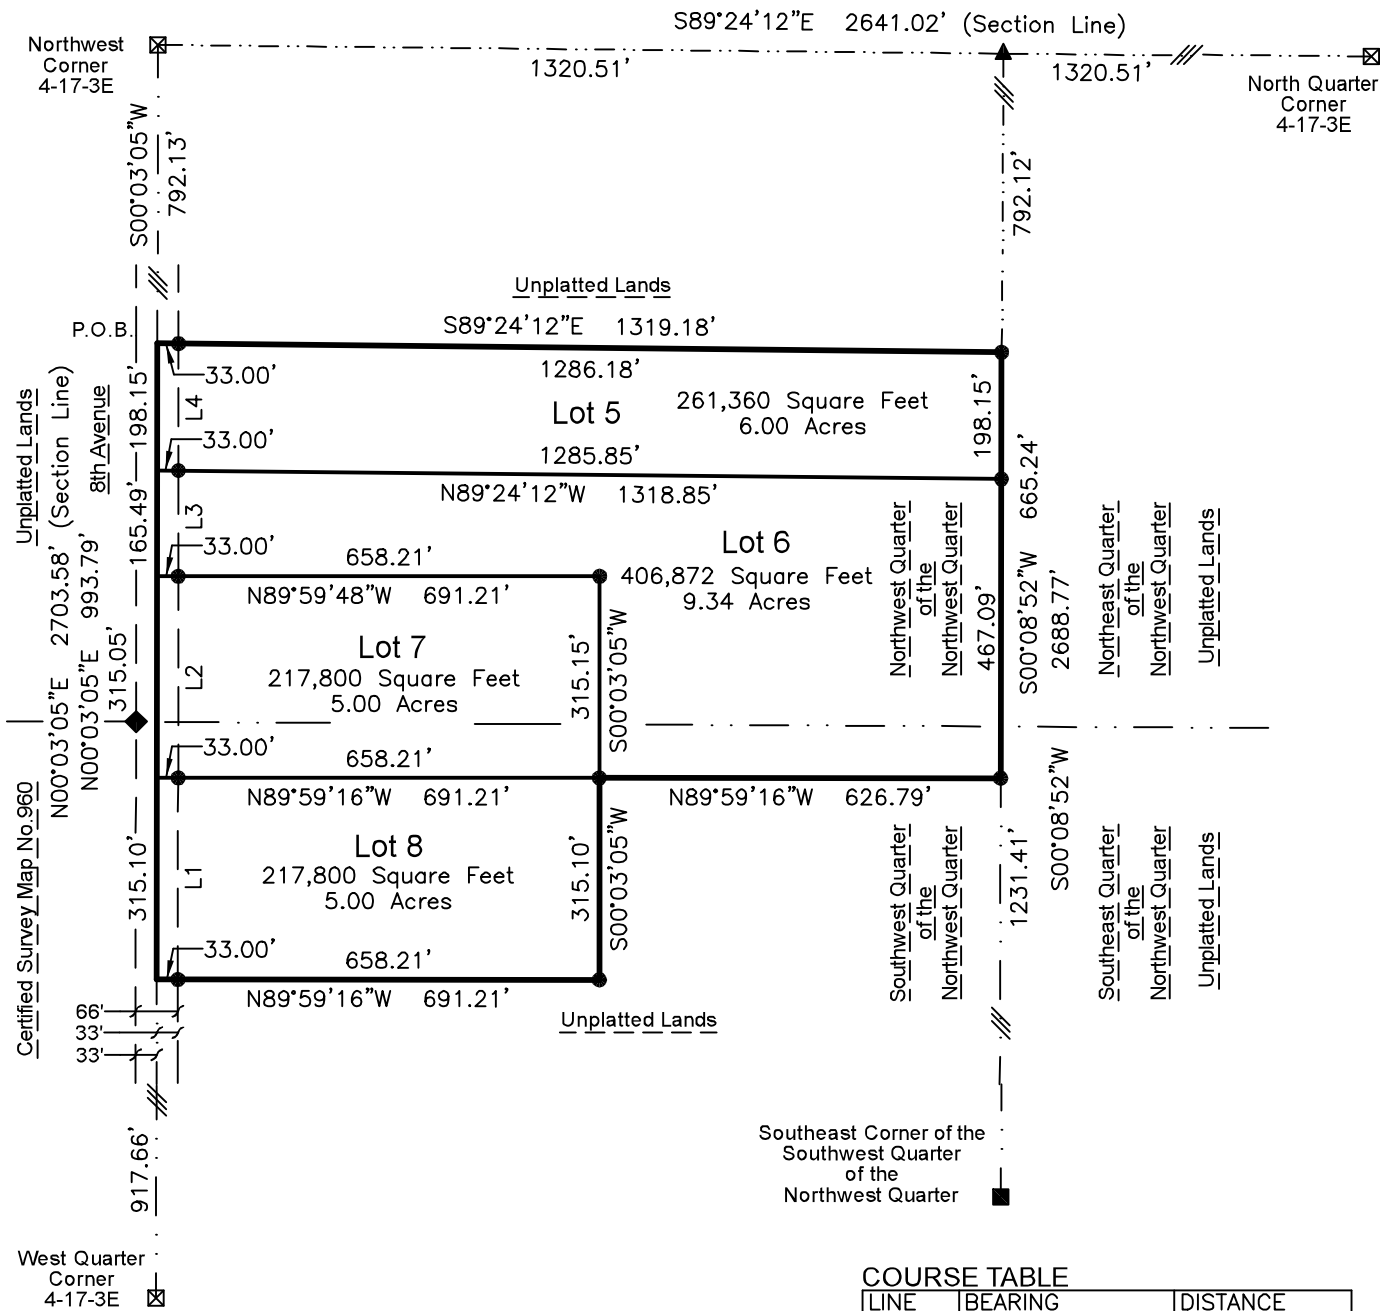 S89°24'12"E 2641.02' (Section Line)
Northwest
Corner
4-17-3E
1320.51'
1320.51'
North Quarter
Corner
4-17-3E
S00°03'05"W
792.13'
792.12'
Unplatted Lands
P.O.B.
S89°24'12"E 1319.18'
33.00'
1286.18'
198.15'
L4
Lot 5
261,360 Square Feet
6.00 Acres
198.15'
Unplatted Lands
8th Avenue
33.00'
1285.85'
N89°24'12"W 1318.85'
665.24'
N00°03'05"E 2703.58' (Section Line)
N00°03'05"E 993.79'
165.49'
L3
33.00'
658.21'
N89°59'48"W 691.21'
Lot 6
406,872 Square Feet
9.34 Acres
Northwest Quarter
of the
Northwest Quarter
467.09'
S00°08'52"W
2688.77'
Northeast Quarter
of the
Northwest Quarter
Unplatted Lands
315.05'
L2
Lot 7
217,800 Square Feet
5.00 Acres
315.15'
S00°03'05"W
33.00'
658.21'
N89°59'16"W 691.21'
N89°59'16"W 626.79'
S00°08'52"W
Certified Survey Map No.960
315.10'
L1
Lot 8
217,800 Square Feet
5.00 Acres
315.10'
S00°03'05"W
Southwest Quarter
of the
Northwest Quarter
1231.41'
Southeast Quarter
of the
Northwest Quarter
Unplatted Lands
33.00'
658.21'
N89°59'16"W 691.21'
66'
33'
33'
Unplatted Lands
917.66'
Southeast Corner of the
Southwest Quarter
of the
Northwest Quarter
West Quarter
Corner
4-17-3E
COURSE TABLE
LINE BEARING DISTANCE